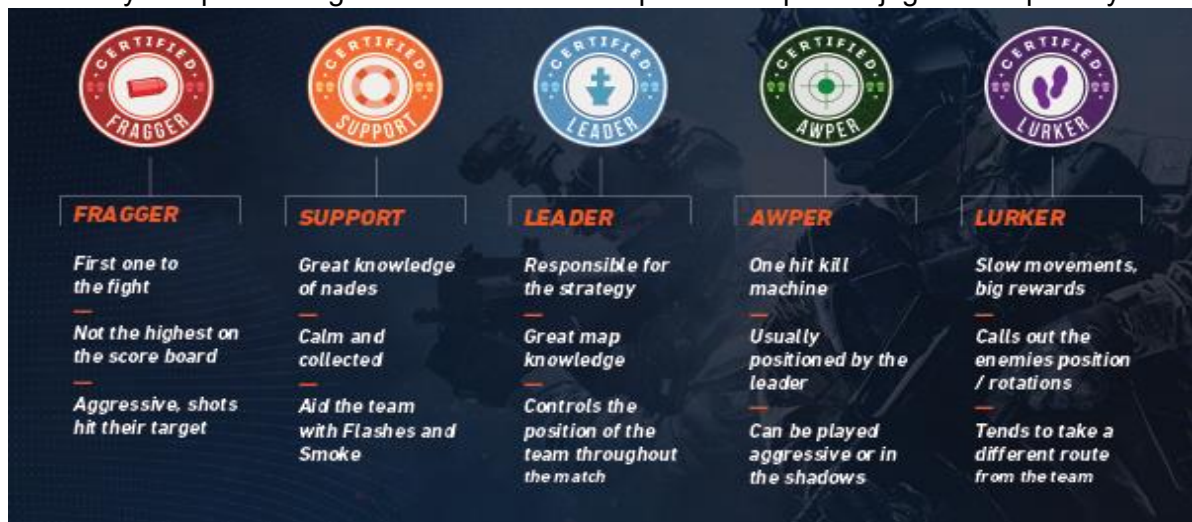 CERTIFIED
FRAGGER
CERTIFIED
SUPPORT
CERTIFIED
LEADER
CERTIFIED
AWPER
CERTIFIED
LURKER
FRAGGER
First one to
the fight
Not the highest on
the score board
Aggressive, shots
hit their target
SUPPORT
Great knowledge
of nades
Calm and
collected
Aid the team
with Flashes and
Smoke
LEADER
Responsible for
the strategy
Great map
knowledge
Controls the
position of the
team throughout
the match
AWPER
One hit kill
machine
Usually
positioned by the
leader
Can be played
aggressive or in
the shadows
LURKER
Slow movements,
big rewards
Calls out the
enemies position
/ rotations
Tends to take a
different route
from the team